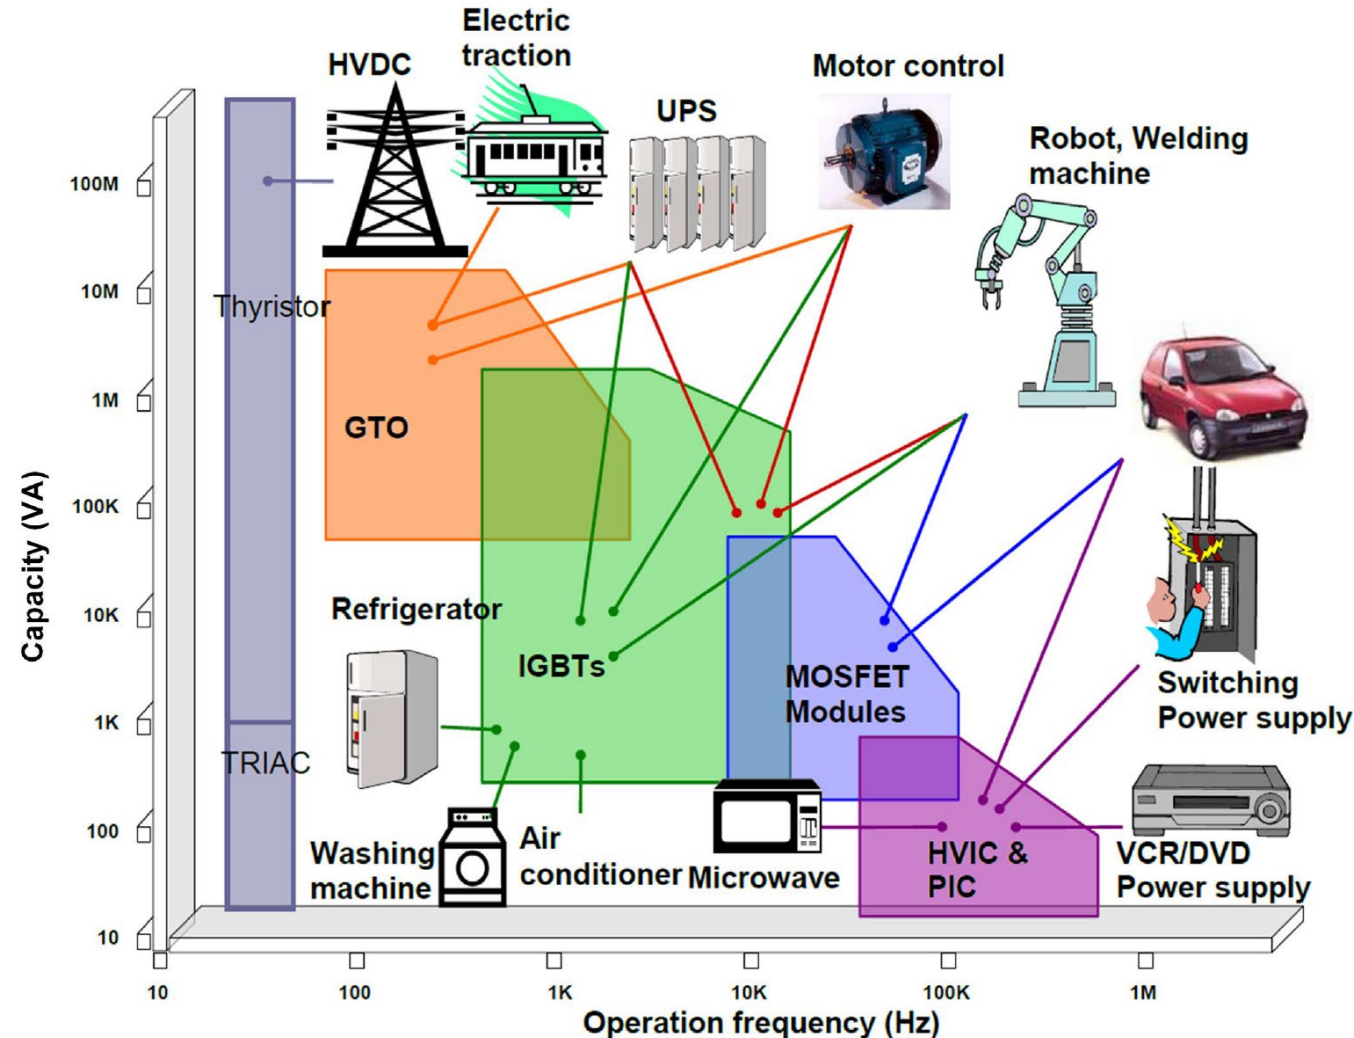 Electric
traction
HVDC
UPS
Motor control
Robot, Welding
machine
100M
10M
Thyristor
1M
GTO
Capacity (VA)
100K
Refrigerator
10K
IGBTs
MOSFET
Modules
Switching
Power supply
1K
TRIAC
100
Washing
machine
Air
conditioner
Microwave
HVIC &
PIC
VCR/DVD
Power supply
10
10
100
1K
10K
100K
1M
Operation frequency (Hz)